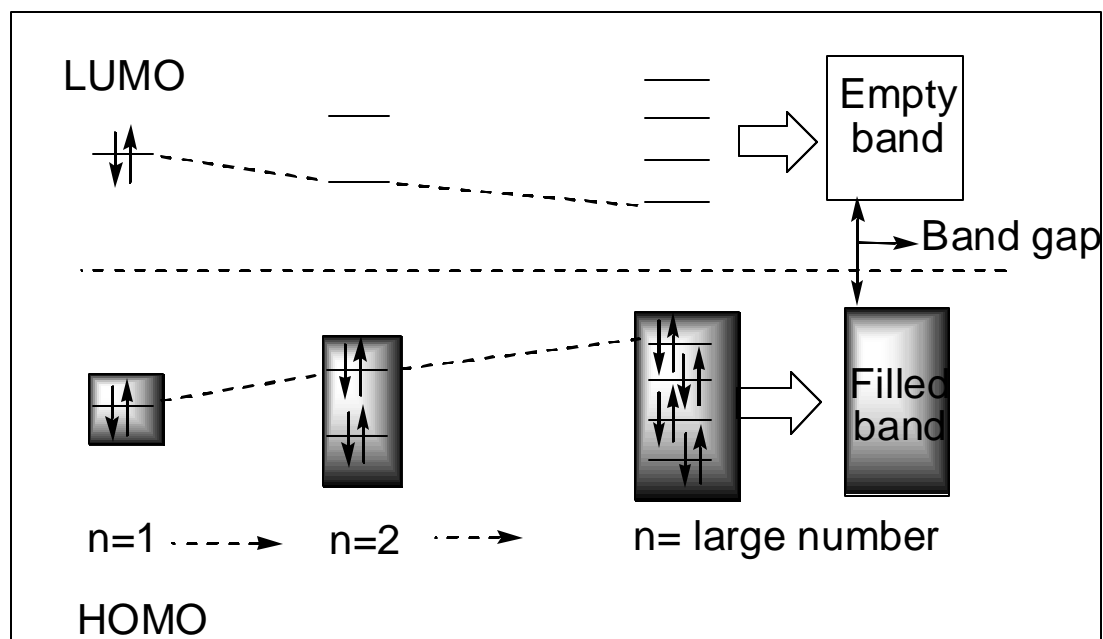 LUMO
Empty
band
Band gap
Filled
band
n=1
n=2
n= large number
HOMO